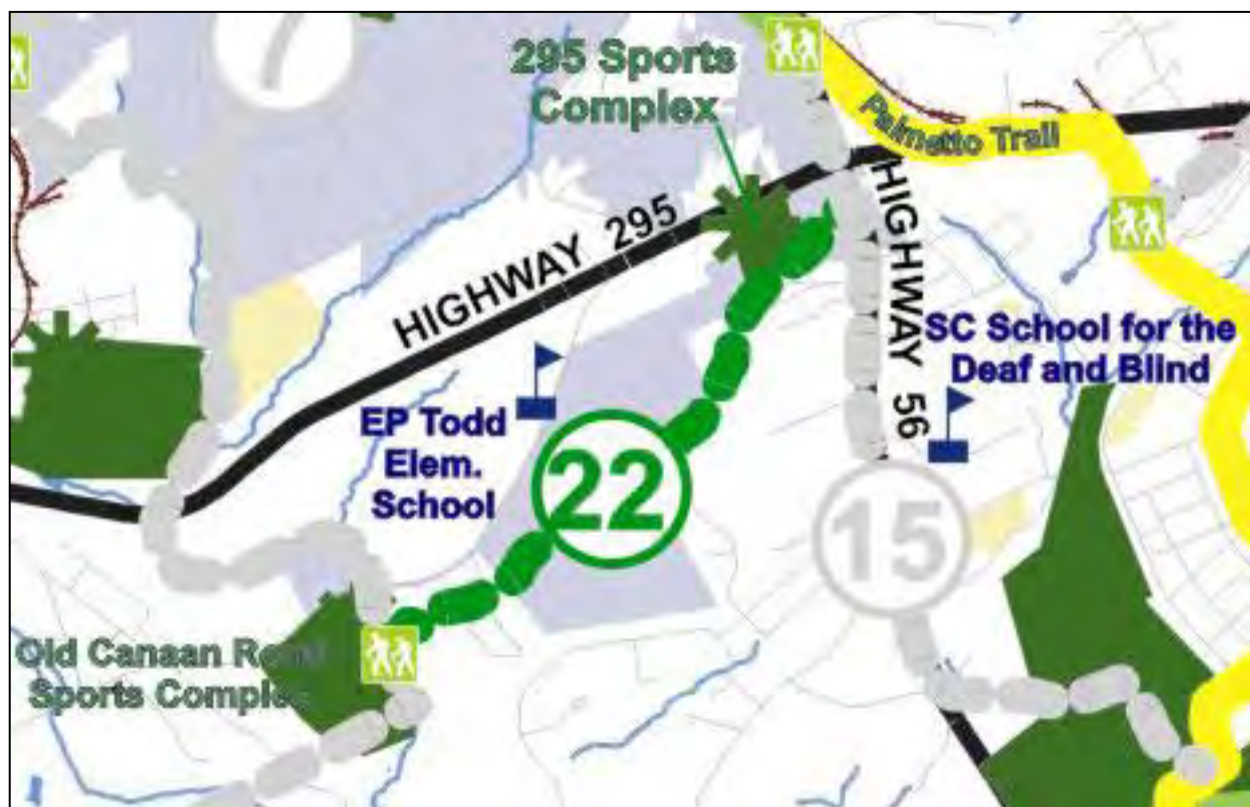 295 Sports
Complex
Palmetto Trail
HIGHWAY 295
HIGHWAY 56
SC School for the
Deaf and Blind
EP Todd
Elem.
School
22
15
Old Canaan Road
Sports Complex